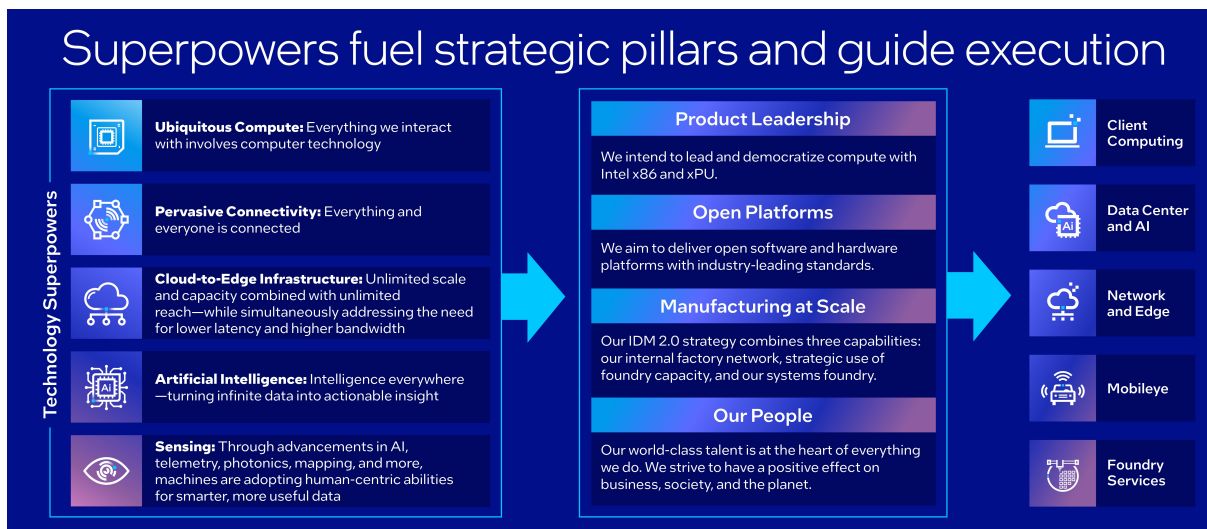 Superpowers fuel strategic pillars and guide execution
Technology Superpowers
Ubiquitous Compute: Everything we interact
with involves computer technology
Pervasive Connectivity: Everything and
everyone is connected
Cloud-to-Edge Infrastructure: Unlimited scale
and capacity combined with unlimited
reach—while simultaneously addressing the need
for lower latency and higher bandwidth
Ai
Artificial Intelligence: Intelligence everywhere
—turning infinite data into actionable insight
Sensing: Through advancements in AI,
telemetry, photonics, mapping, and more,
machines are adopting human-centric abilities
for smarter, more useful data
Product Leadership
We intend to lead and democratize compute with
Intel x86 and xPU.
Open Platforms
We aim to deliver open software and hardware
platforms with industry-leading standards.
Manufacturing at Scale
Our IDM 2.0 strategy combines three capabilities:
our internal factory network, strategic use of
foundry capacity, and our systems foundry.
Our People
Our world-class talent is at the heart of everything
we do. We strive to have a positive effect on
business, society, and the planet.
Client
Computing
Ai
Data Center
and AI
Network
and Edge
Mobileye
Foundry
Services